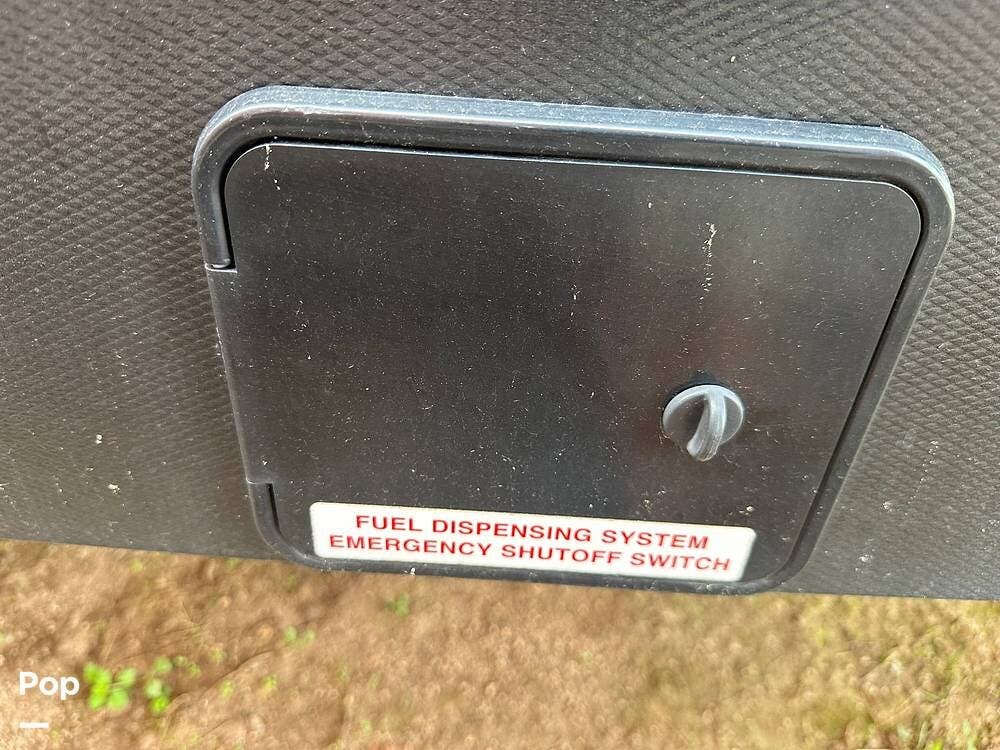 FUEL DISPENSING SYSTEM
EMERGENCY SHUTOFF SWITCH
Pop